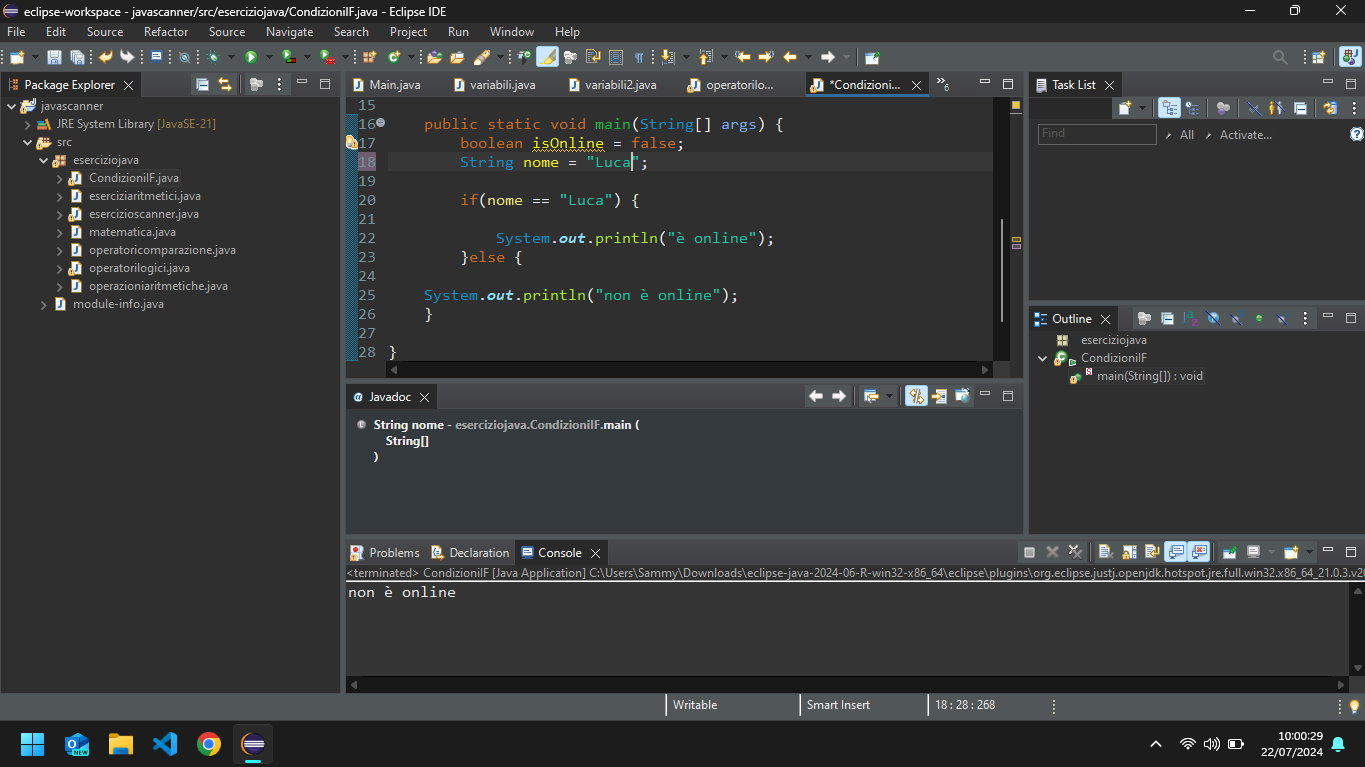 eclipse-workspace - javascanner/src/eserciziojava/CondizioniIF.java - Eclipse IDE
File Edit Source Refactor Source Navigate Search Project Run Window Help
Package Explorer
javascanner
JRE System Library [JavaSE-21]
src
eserciziojava
CondizioniIF.java
eserciziaritmetici.java
esercizioscanner.java
matematica.java
operatoricomparazione.java
operatorilogici.java
operazioniaritmetiche.java
module-info.java
Main.java variabili.java variabili2.java operatorilo... *Condizioni... »6
15
16 public static void main(String[] args) {
17 boolean isOnline = false;
18 String nome = "Luca";
19
20 if(nome == "Luca") {
21
22 System.out.println("è online");
23 }else {
24
25 System.out.println("non è online");
26 }
27
28 }
Javadoc
String nome - eserciziojava.CondizioniIF.main (
String[]
)
Problems Declaration Console
<terminated> CondizioniIF [Java Application] C:\Users\Sammy\Downloads\eclipse-java-2024-06-R-win32-x86_64\eclipse\plugins\org.eclipse.justj.openjdk.hotspot.jre.full.win32.x86_64_21.0.3.v20
non è online
Task List
Find All Activate...
Outline
eserciziojava
CondizioniIF
main(String[]) : void
Writable Smart Insert 18 : 28 : 268
NEW
10:00:29
22/07/2024